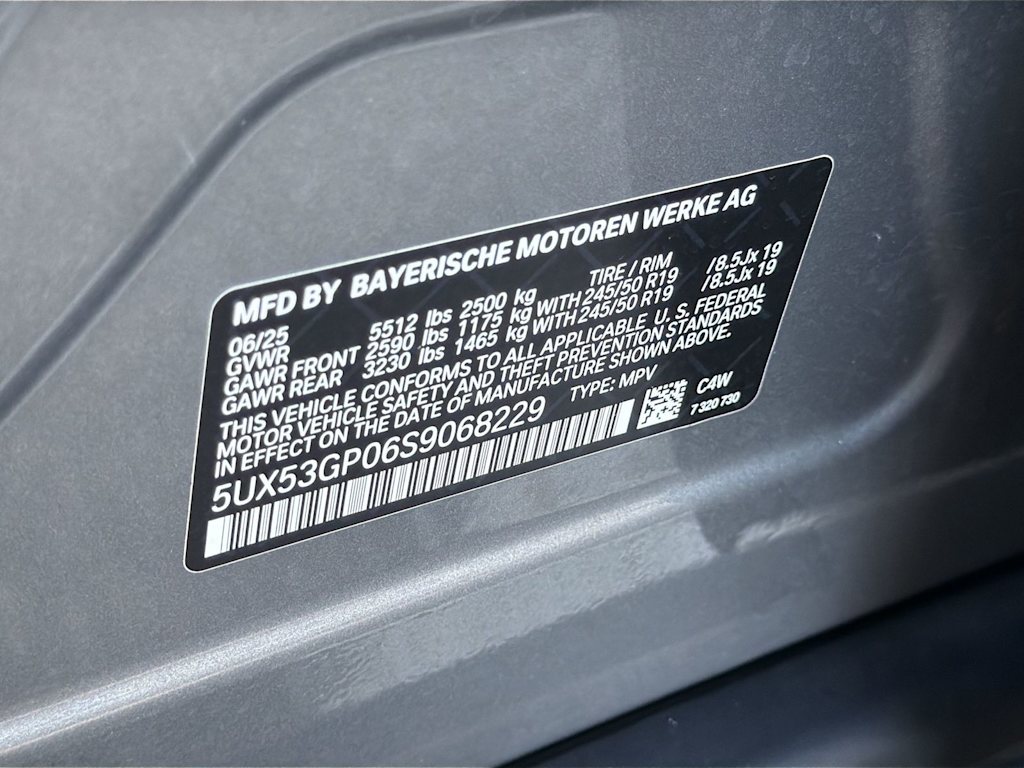 MFD BY BAYERISCHE MOTOREN WERKE AG
06/25 TIRE / RIM
GVWR 5512 lbs 2500 kg
GAWR FRONT 2590 lbs 1175 kg WITH 245/50 R19 /8.5Jx 19
GAWR REAR 3230 lbs 1465 kg WITH 245/50 R19 /8.5Jx 19
THIS VEHICLE CONFORMS TO ALL APPLICABLE U. S. FEDERAL
MOTOR VEHICLE SAFETY AND THEFT PREVENTION STANDARDS
IN EFFECT ON THE DATE OF MANUFACTURE SHOWN ABOVE.
5UX53GP06S9068229 TYPE: MPV C4W
7 320 730